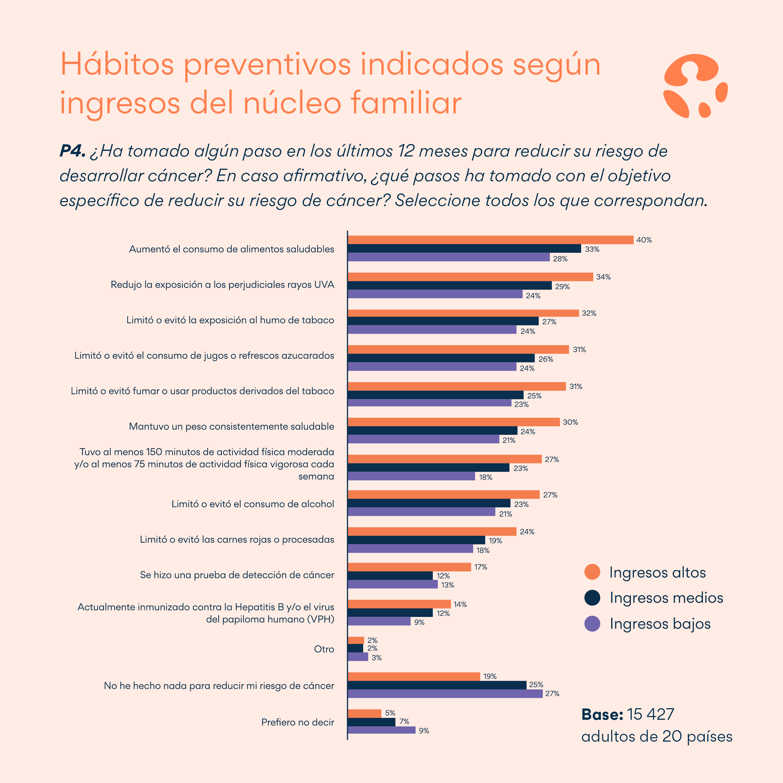 Hábitos preventivos indicados según
ingresos del núcleo familiar
P4. ¿Ha tomado algún paso en los últimos 12 meses para reducir su riesgo de
desarrollar cáncer? En caso afirmativo, ¿qué pasos ha tomado con el objetivo
específico de reducir su riesgo de cáncer? Seleccione todos los que correspondan.
Aumentó el consumo de alimentos saludables
40%
33%
28%
Redujo la exposición a los perjudiciales rayos UVA
34%
29%
24%
Limitó o evitó la exposición al humo de tabaco
32%
27%
24%
Limitó o evitó el consumo de jugos o refrescos azucarados
31%
26%
24%
Limitó o evitó fumar o usar productos derivados del tabaco
31%
25%
23%
Mantuvo un peso consistentemente saludable
30%
24%
21%
Tuvo al menos 150 minutos de actividad física moderada
y/o al menos 75 minutos de actividad física vigorosa cada
semana
27%
23%
18%
Limitó o evitó el consumo de alcohol
27%
23%
21%
Limitó o evitó las carnes rojas o procesadas
24%
19%
18%
Se hizo una prueba de detección de cáncer
17%
12%
13%
Actualmente inmunizado contra la Hepatitis B y/o el virus
del papiloma humano (VPH)
14%
12%
9%
Otro
2%
2%
3%
No he hecho nada para reducir mi riesgo de cáncer
19%
25%
27%
Prefiero no decir
5%
7%
9%
Ingresos altos
Ingresos medios
Ingresos bajos
Base: 15 427
adultos de 20 países